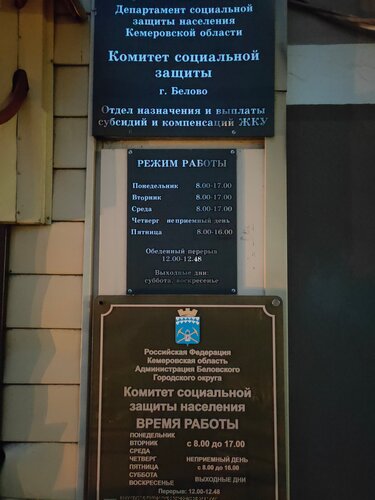 Департамент социальной
защиты населения
Кемеровской области
Комитет социальной
защиты
г. Белово
Отдел назначения и выплаты
субсидий и компенсаций ЖКУ
РЕЖИМ РАБОТЫ
Понедельник 8.00-17.00
Вторник 8.00-17.00
Среда 8.00-17.00
Четверг неприемный день
Пятница 8.00-16.00
Обеденный перерыв
12.00-12.48
Выходные дни:
суббота, воскресенье
Российская Федерация
Кемеровская область
Администрация Беловского
Городского округа
Комитет социальной
защиты населения
ВРЕМЯ РАБОТЫ
ПОНЕДЕЛЬНИК
ВТОРНИК с 8.00 до 17.00
СРЕДА
ЧЕТВЕРГ НЕПРИЕМНЫЙ ДЕНЬ
ПЯТНИЦА с 8.00 до 16.00
СУББОТА
ВОСКРЕСЕНЬЕ ВЫХОДНЫЕ ДНИ
Перерыв: 12.00-12.48